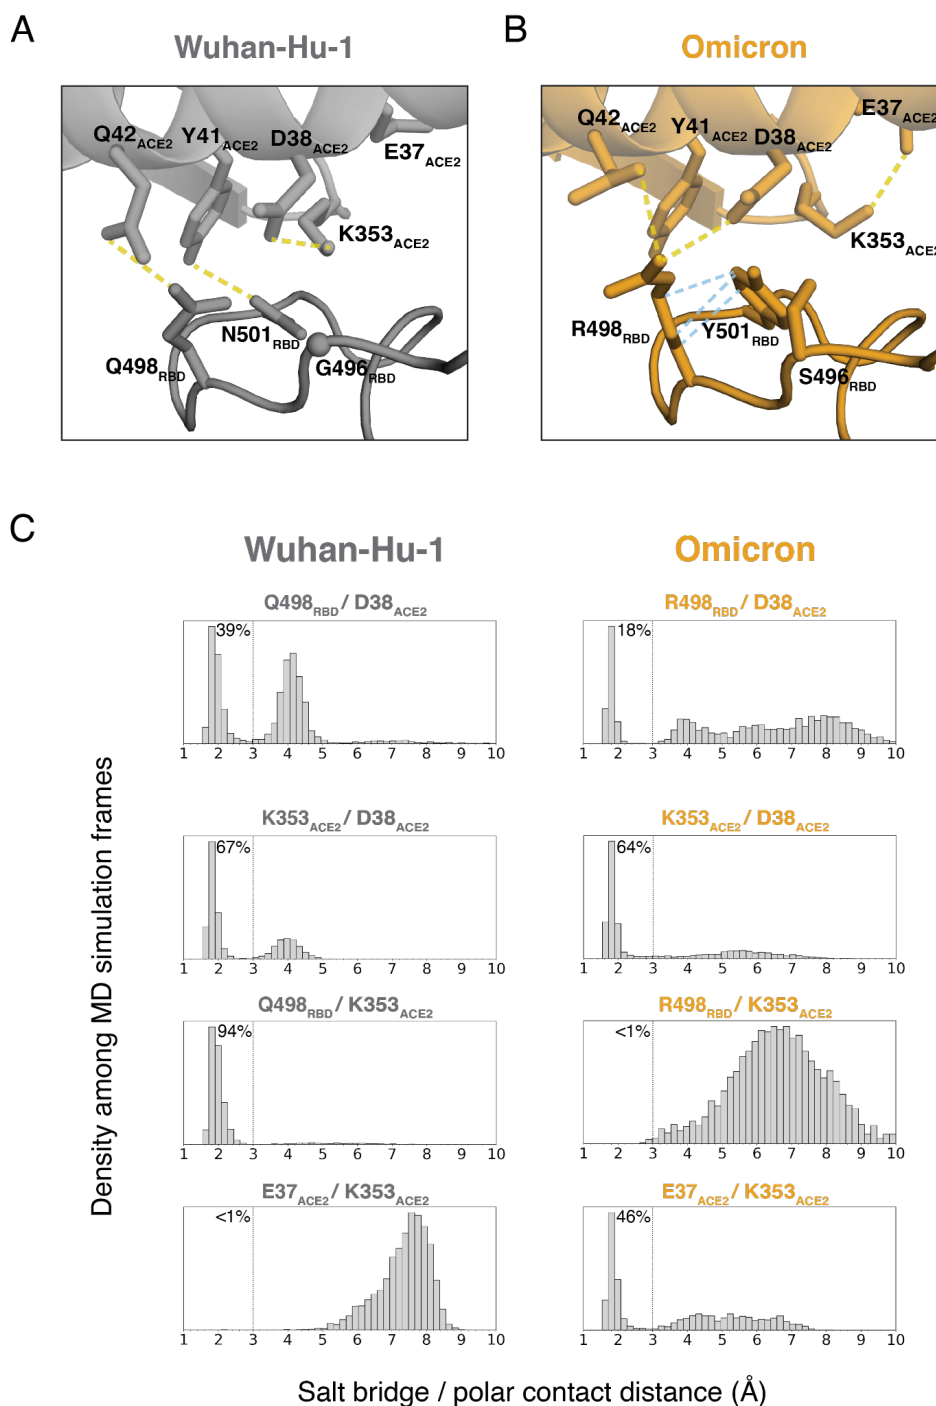 A
Wuhan-Hu-1
B
Omicron
Q42ACE2
Y41ACE2
D38ACE2
E37ACE2
K353ACE2
N501RBD
Q498RBD
G496RBD
E37ACE2
Q42ACE2
Y41ACE2
D38ACE2
K353ACE2
R498RBD
Y501RBD
S496RBD
C
Wuhan-Hu-1
Omicron
Density among MD simulation frames
Q498RBD / D38ACE2
39%
1 2 3 4 5 6 7 8 9 10
R498RBD / D38ACE2
18%
1 2 3 4 5 6 7 8 9 10
K353ACE2 / D38ACE2
67%
1 2 3 4 5 6 7 8 9 10
K353ACE2 / D38ACE2
64%
1 2 3 4 5 6 7 8 9 10
Q498RBD / K353ACE2
94%
1 2 3 4 5 6 7 8 9 10
R498RBD / K353ACE2
<1%
1 2 3 4 5 6 7 8 9 10
E37ACE2 / K353ACE2
<1%
1 2 3 4 5 6 7 8 9 10
E37ACE2 / K353ACE2
46%
1 2 3 4 5 6 7 8 9 10
Salt bridge / polar contact distance (Å)